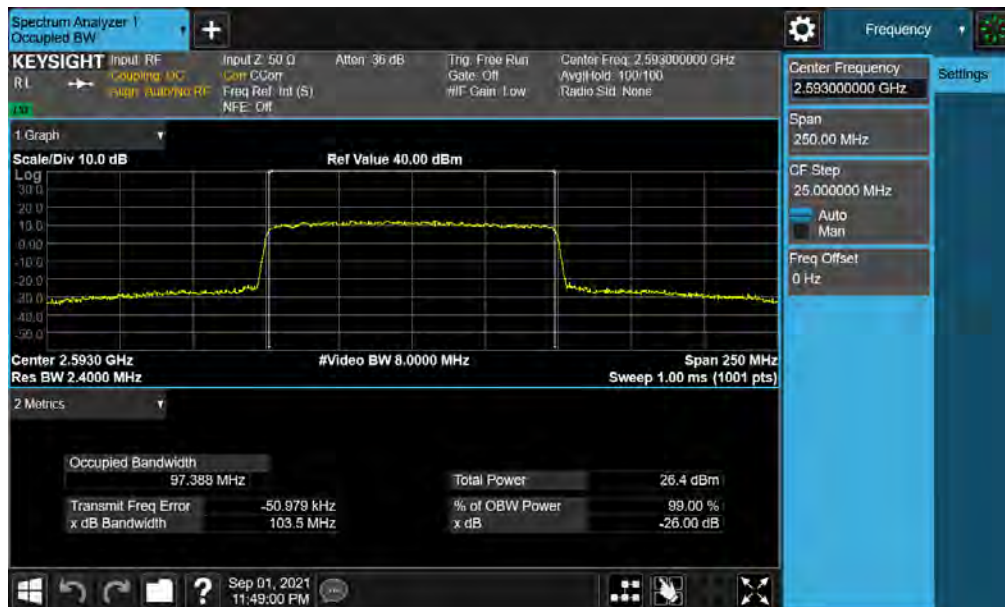 Spectrum Analyzer 1
Occupied BW
+
Frequency
KEYSIGHT
Input: RF
Input Z: 50 Ω
Atten: 36 dB
Trig: Free Run
Center Freq: 2.593000000 GHz
RL
Coupling: DC
Corr CCorr
Gate: Off
Avg|Hold: 100/100
Align: Auto/No RF
Freq Ref: Int (S)
#IF Gain: Low
Radio Std: None
NFE: Off
Center Frequency
2.593000000 GHz
Settings
Span
250.00 MHz
CF Step
25.000000 MHz
Auto
Man
Freq Offset
0 Hz
1 Graph
Scale/Div 10.0 dB
Ref Value 40.00 dBm
Log
30.0
20.0
10.0
0.00
-10.0
-20.0
-30.0
-40.0
-50.0
Center 2.5930 GHz
#Video BW 8.0000 MHz
Span 250 MHz
Res BW 2.4000 MHz
Sweep 1.00 ms (1001 pts)
2 Metrics
Occupied Bandwidth
97.388 MHz
Total Power
26.4 dBm
Transmit Freq Error
-50.979 kHz
% of OBW Power
99.00 %
x dB Bandwidth
103.5 MHz
x dB
-26.00 dB
?
Sep 01, 2021
11:49:00 PM